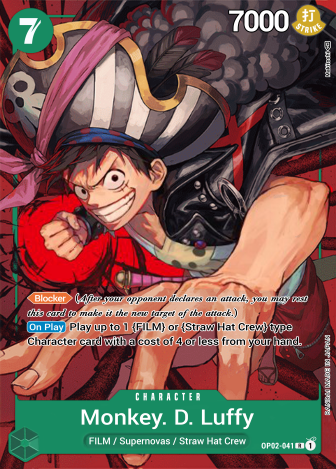 7
7000
打
STRIKE
Blocker (After your opponent declares an attack, you may rest
this card to make it the new target of the attack.)
On Play Play up to 1 {FILM} or {Straw Hat Crew} type
Character card with a cost of 4 or less from your hand.
CHARACTER
Monkey. D. Luffy
FILM / Supernovas / Straw Hat Crew
OP02-041 R 1